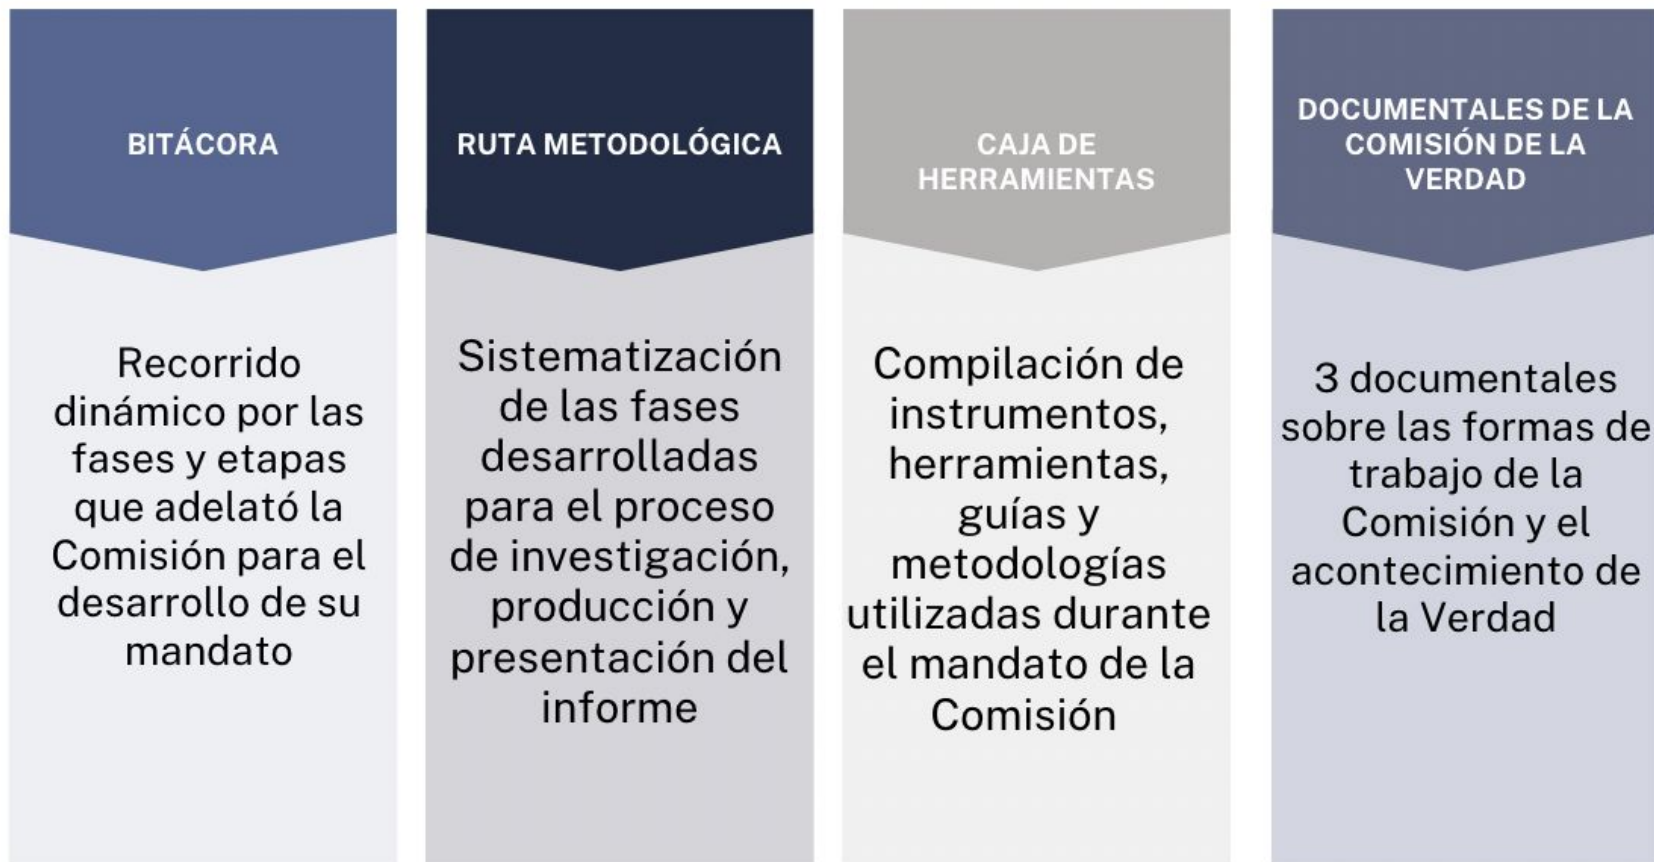 BITÁCORA
Recorrido
dinámico por las
fases y etapas
que adelató la
Comisión para el
desarrollo de su
mandato
RUTA METODOLÓGICA
Sistematización
de las fases
desarrolladas
para el proceso
de investigación,
producción y
presentación del
informe
CAJA DE
HERRAMIENTAS
Compilación de
instrumentos,
herramientas,
guías y
metodologías
utilizadas durante
el mandato de la
Comisión
DOCUMENTALES DE LA
COMISIÓN DE LA
VERDAD
3 documentales
sobre las formas de
trabajo de la
Comisión y el
acontecimiento de
la Verdad